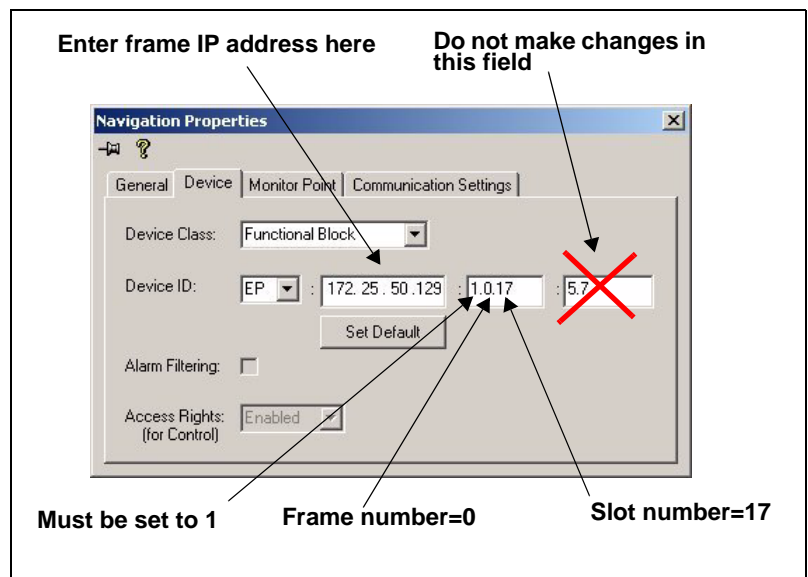 Enter frame IP address here
Do not make changes in
this field
Navigation Properties
General Device Monitor Point Communication Settings
Device Class: Functional Block
Device ID: EP : 172. 25 . 50 .129 : 1.0.17 : 5.7
Set Default
Alarm Filtering:
Access Rights: Enabled
(for Control)
Must be set to 1
Frame number=0
Slot number=17